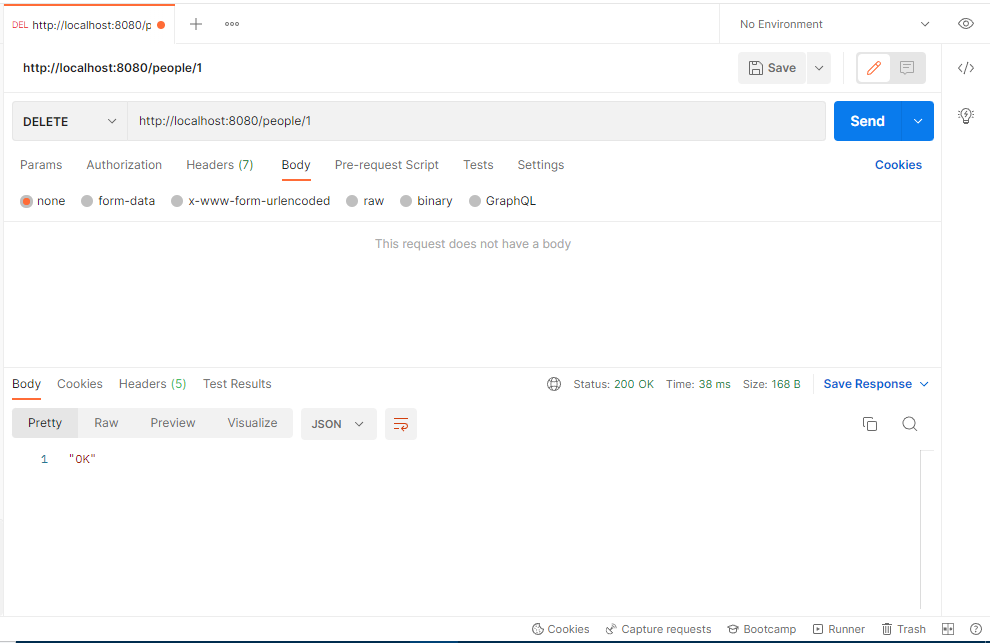 DEL http://localhost:8080/p
No Environment
http://localhost:8080/people/1
Save
DELETE http://localhost:8080/people/1 Send
Params Authorization Headers (7) Body Pre-request Script Tests Settings Cookies
none form-data x-www-form-urlencoded raw binary GraphQL
This request does not have a body
Body Cookies Headers (5) Test Results Status: 200 OK Time: 38 ms Size: 168 B Save Response
Pretty Raw Preview Visualize JSON
1 "OK"
Cookies Capture requests Bootcamp Runner Trash